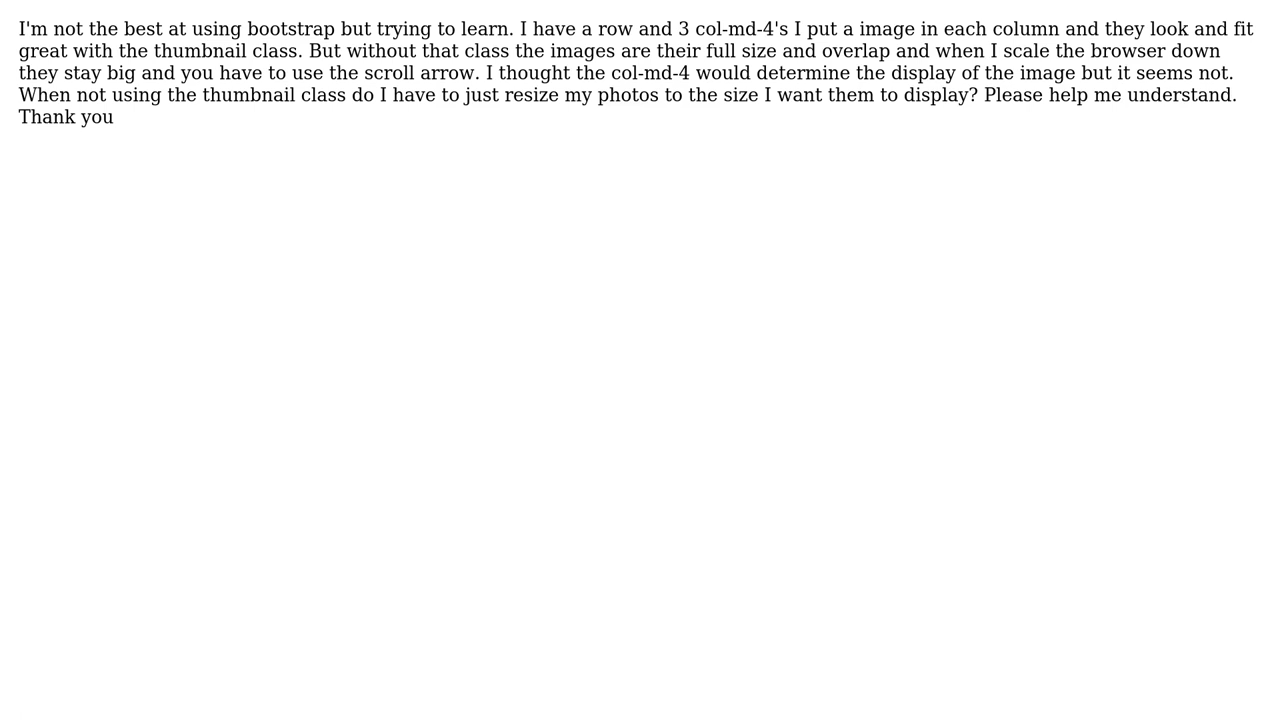 I'm not the best at using bootstrap but trying to learn. I have a row and 3 col-md-4's I put a image in each column and they look and fit
great with the thumbnail class. But without that class the images are their full size and overlap and when I scale the browser down
they stay big and you have to use the scroll arrow. I thought the col-md-4 would determine the display of the image but it seems not.
When not using the thumbnail class do I have to just resize my photos to the size I want them to display? Please help me understand.
Thank you